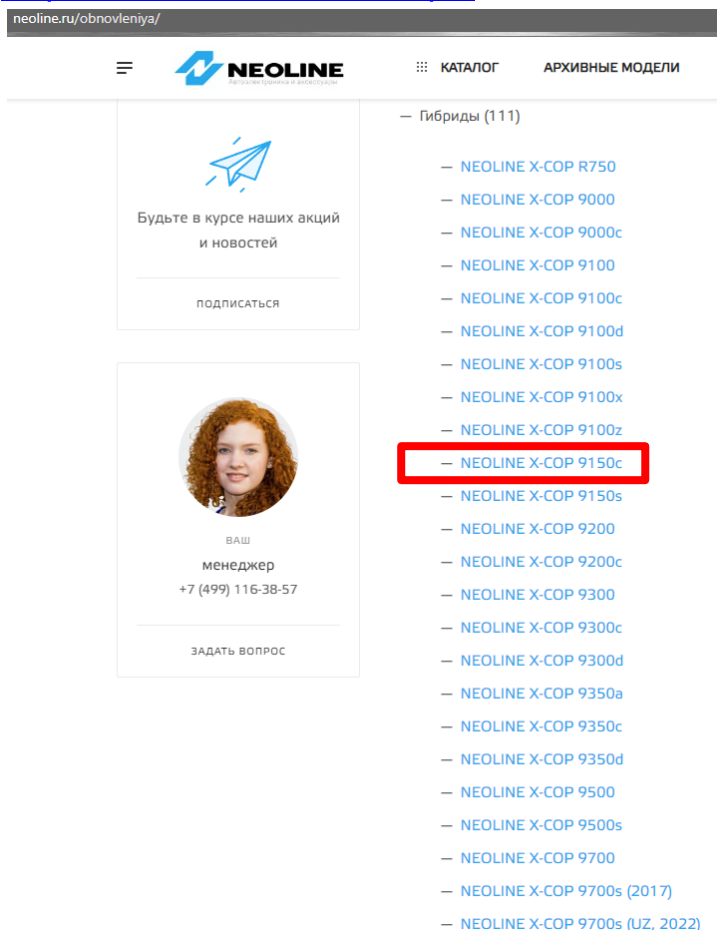 neoline.ru/obnovleniya/
NEOLINE
КАТАЛОГ
АРХИВНЫЕ МОДЕЛИ
Будьте в курсе наших акций
и новостей
ПОДПИСАТЬСЯ
ВАШ
менеджер
+7 (499) 116-38-57
ЗАДАТЬ ВОПРОС
— Гибриды (111)
— NEOLINE X-COP R750
— NEOLINE X-COP 9000
— NEOLINE X-COP 9000c
— NEOLINE X-COP 9100
— NEOLINE X-COP 9100c
— NEOLINE X-COP 9100d
— NEOLINE X-COP 9100s
— NEOLINE X-COP 9100x
— NEOLINE X-COP 9100z
— NEOLINE X-COP 9150c
— NEOLINE X-COP 9150s
— NEOLINE X-COP 9200
— NEOLINE X-COP 9200c
— NEOLINE X-COP 9300
— NEOLINE X-COP 9300c
— NEOLINE X-COP 9300d
— NEOLINE X-COP 9350a
— NEOLINE X-COP 9350c
— NEOLINE X-COP 9350d
— NEOLINE X-COP 9500
— NEOLINE X-COP 9500s
— NEOLINE X-COP 9700
— NEOLINE X-COP 9700s (2017)
— NEOLINE X-COP 9700s (UZ, 2022)